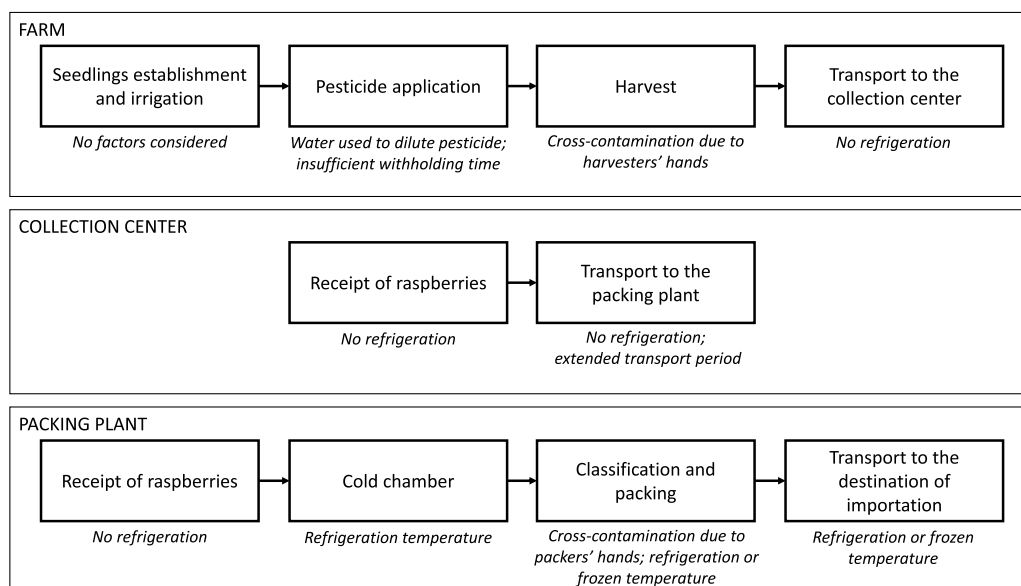 FARM
Seedlings establishment
and irrigation
No factors considered
Pesticide application
Water used to dilute pesticide;
insufficient withholding time
Harvest
Cross-contamination due to
harvesters’ hands
Transport to the
collection center
No refrigeration
COLLECTION CENTER
Receipt of raspberries
No refrigeration
Transport to the
packing plant
No refrigeration;
extended transport period
PACKING PLANT
Receipt of raspberries
No refrigeration
Cold chamber
Refrigeration temperature
Classification and
packing
Cross-contamination due to
packers’ hands; refrigeration or
frozen temperature
Transport to the
destination of
importation
Refrigeration or frozen
temperature